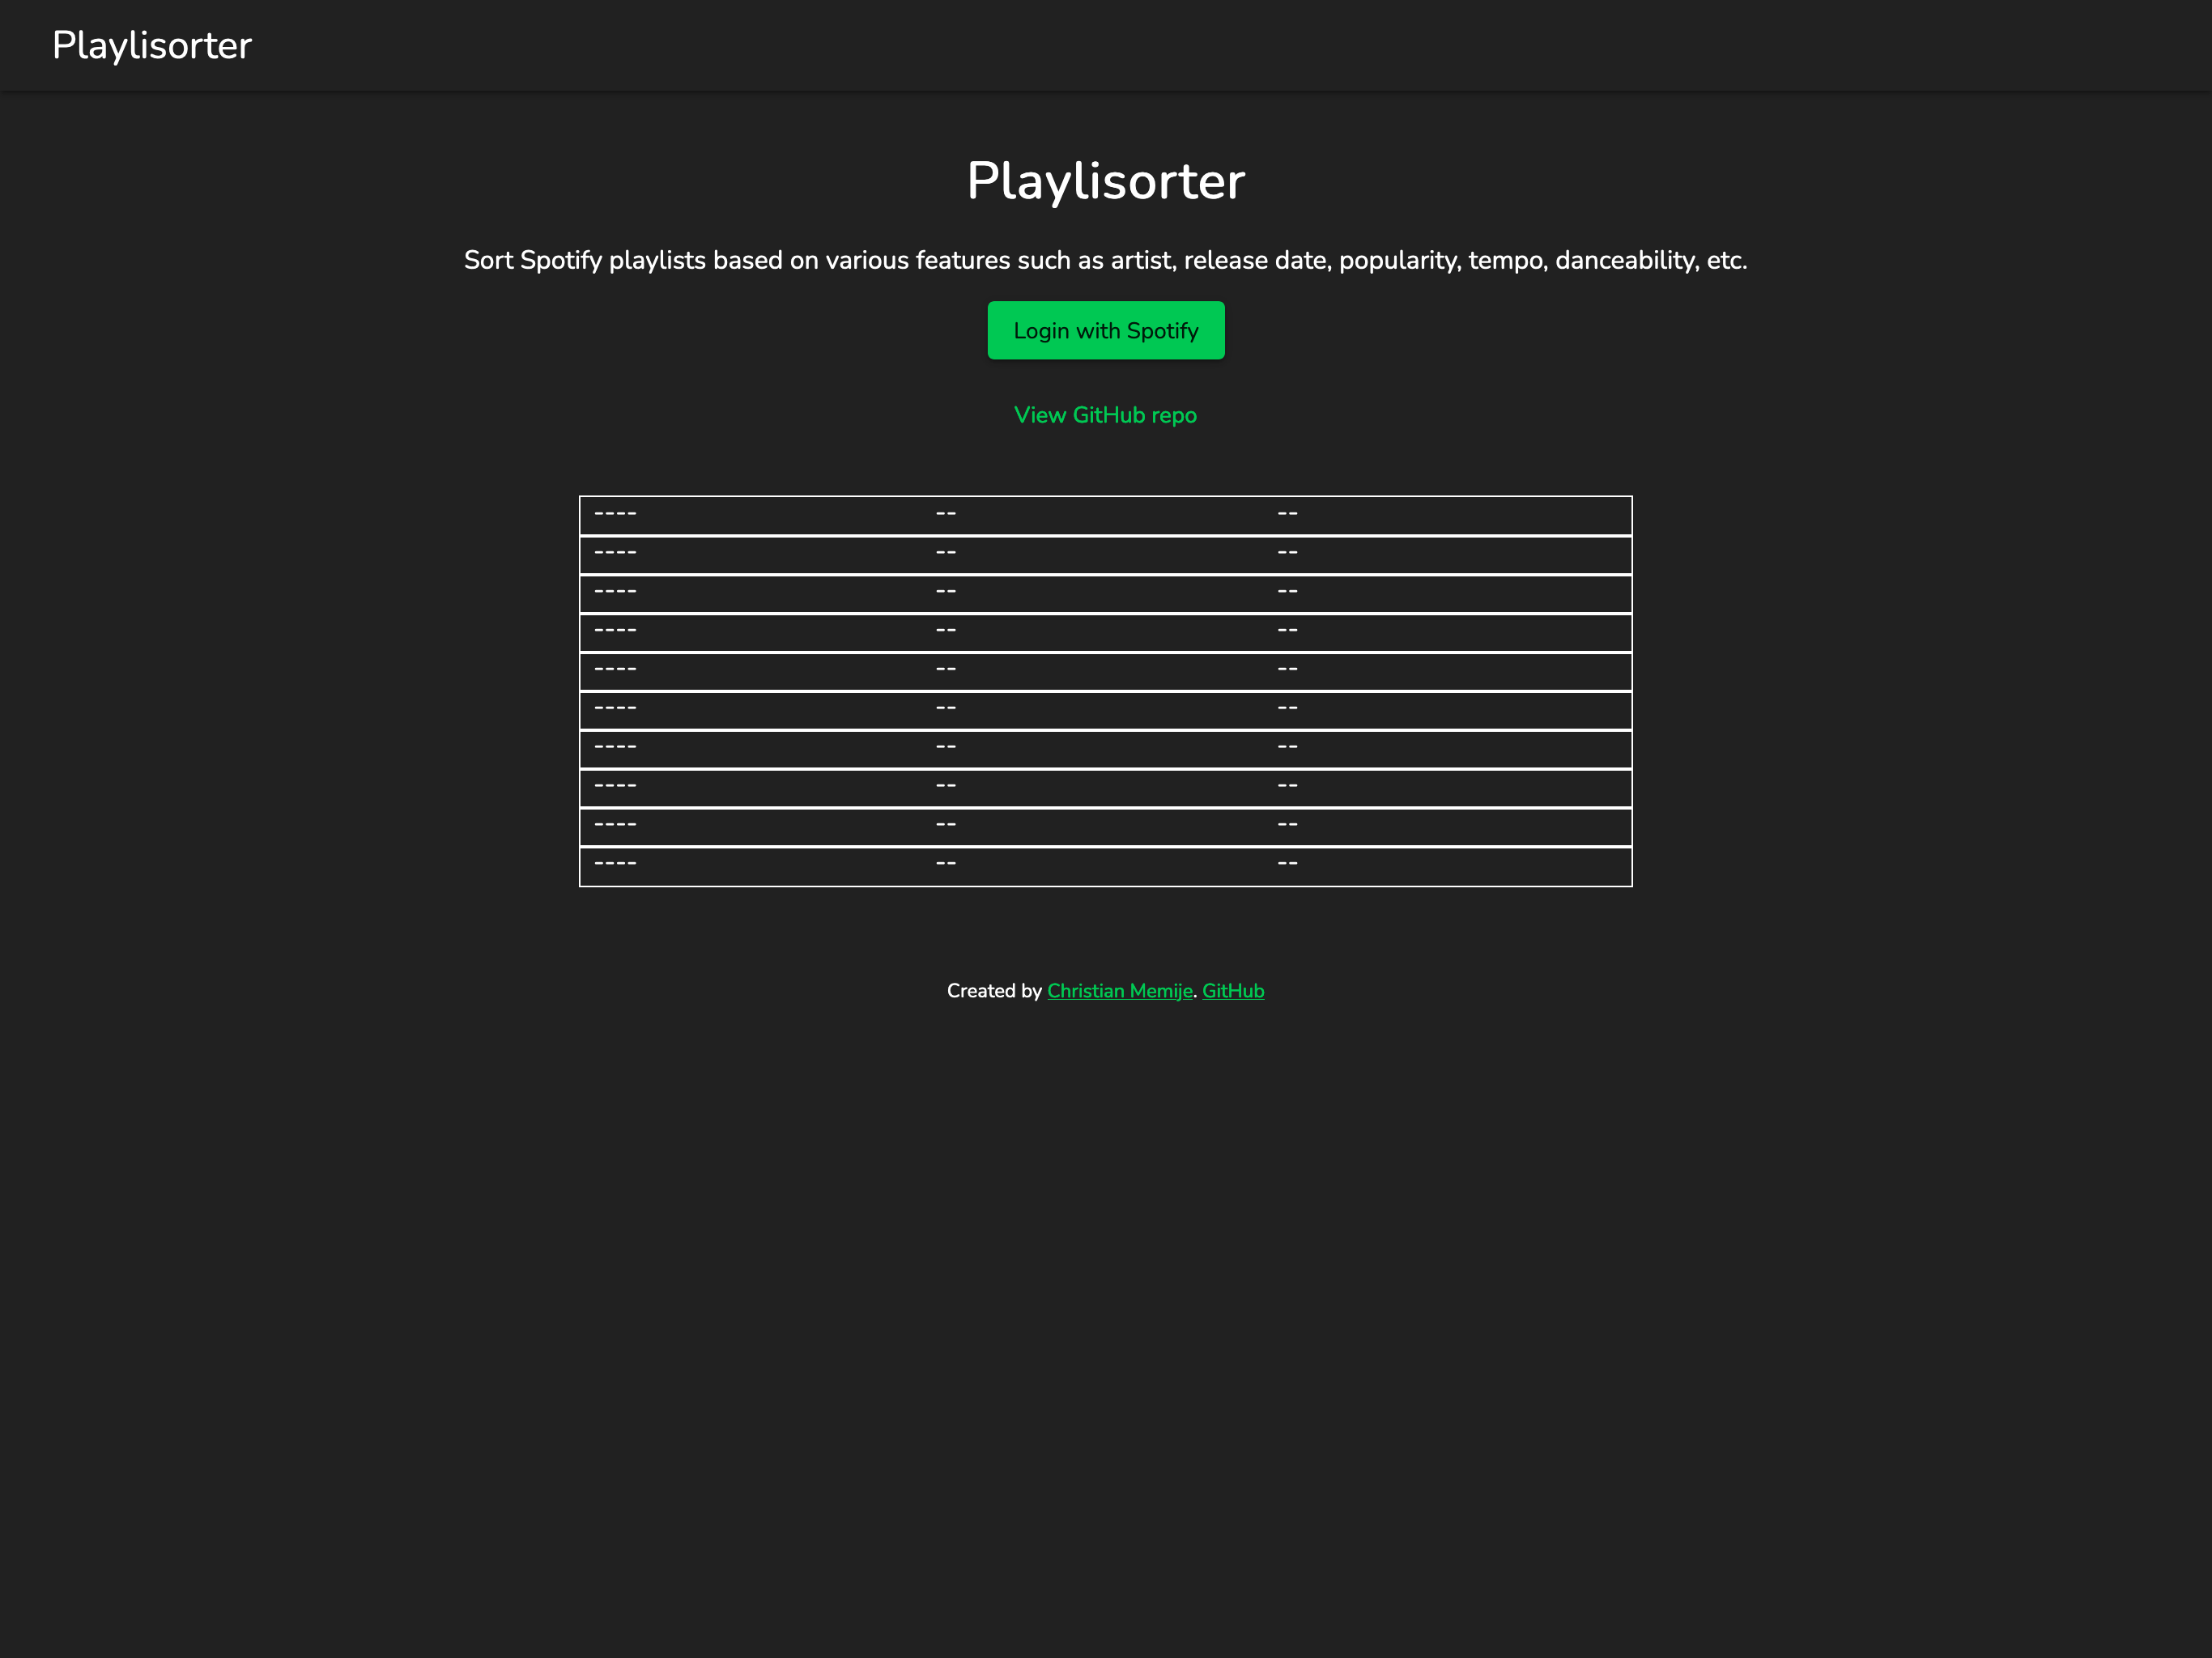 Playlisorter
Playlisorter
Sort Spotify playlists based on various features such as artist, release date, popularity, tempo, danceability, etc.
Login with Spotify
View GitHub repo
---- -- --
---- -- --
---- -- --
---- -- --
---- -- --
---- -- --
---- -- --
---- -- --
---- -- --
---- -- --
Created by Christian Memije. GitHub